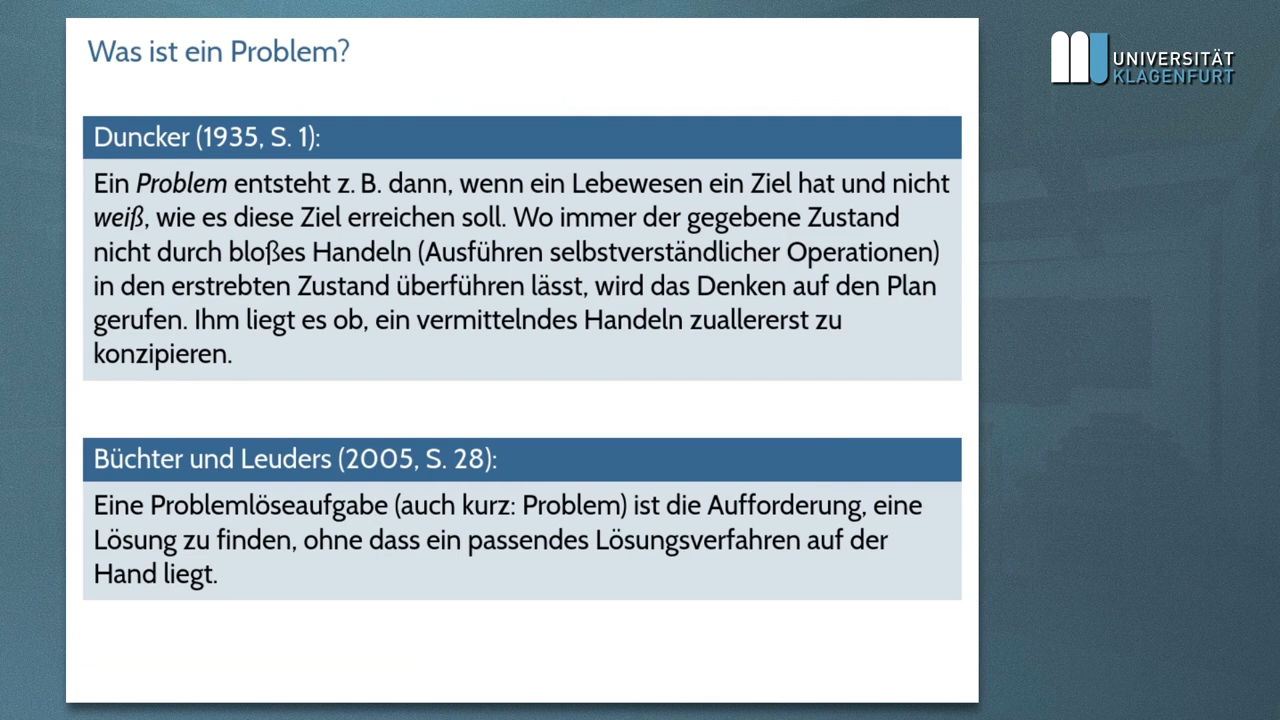 Was ist ein Problem?
UNIVERSITÄT
KLAGENFURT
Duncker (1935, S. 1):
Ein Problem entsteht z. B. dann, wenn ein Lebewesen ein Ziel hat und nicht
weiß, wie es diese Ziel erreichen soll. Wo immer der gegebene Zustand
nicht durch bloßes Handeln (Ausführen selbstverständlicher Operationen)
in den erstrebten Zustand überführen lässt, wird das Denken auf den Plan
gerufen. Ihm liegt es ob, ein vermittelndes Handeln zuallererst zu
konzipieren.
Büchter und Leuders (2005, S. 28):
Eine Problemlöseaufgabe (auch kurz: Problem) ist die Aufforderung, eine
Lösung zu finden, ohne dass ein passendes Lösungsverfahren auf der
Hand liegt.